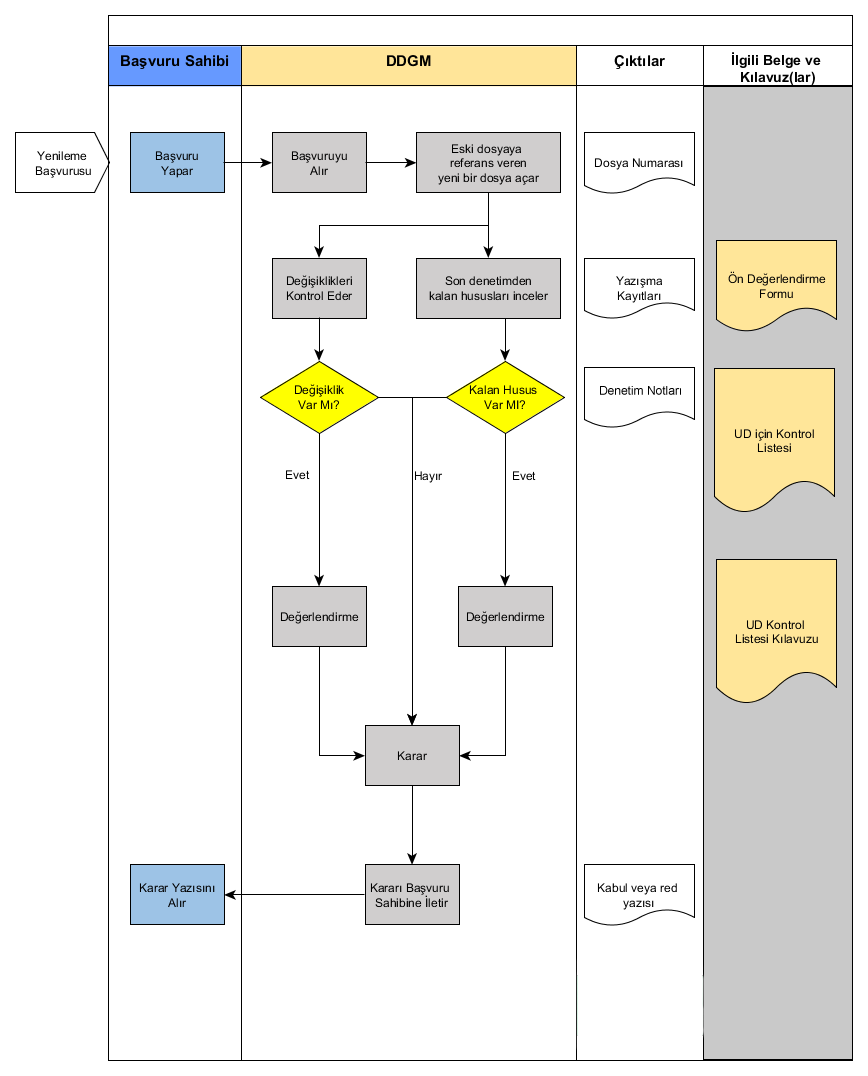 Başvuru Sahibi
DDGM
Çıktılar
İlgili Belge ve
Kılavuz(lar)
Yenileme
Başvurusu
Başvuru
Yapar
Başvuruyu
Alır
Eski dosyaya
referans veren
yeni bir dosya açar
Dosya Numarası
Değişiklikleri
Kontrol Eder
Son denetimden
kalan hususları inceler
Yazışma
Kayıtları
Ön Değerlendirme
Formu
Değişiklik
Var Mı?
Kalan Husus
Var MI?
Denetim Notları
UD için Kontrol
Listesi
Evet
Hayır
Evet
Değerlendirme
Değerlendirme
UD Kontrol
Listesi Kılavuzu
Karar
Karar Yazısını
Alır
Kararı Başvuru
Sahibine İletir
Kabul veya red
yazısı